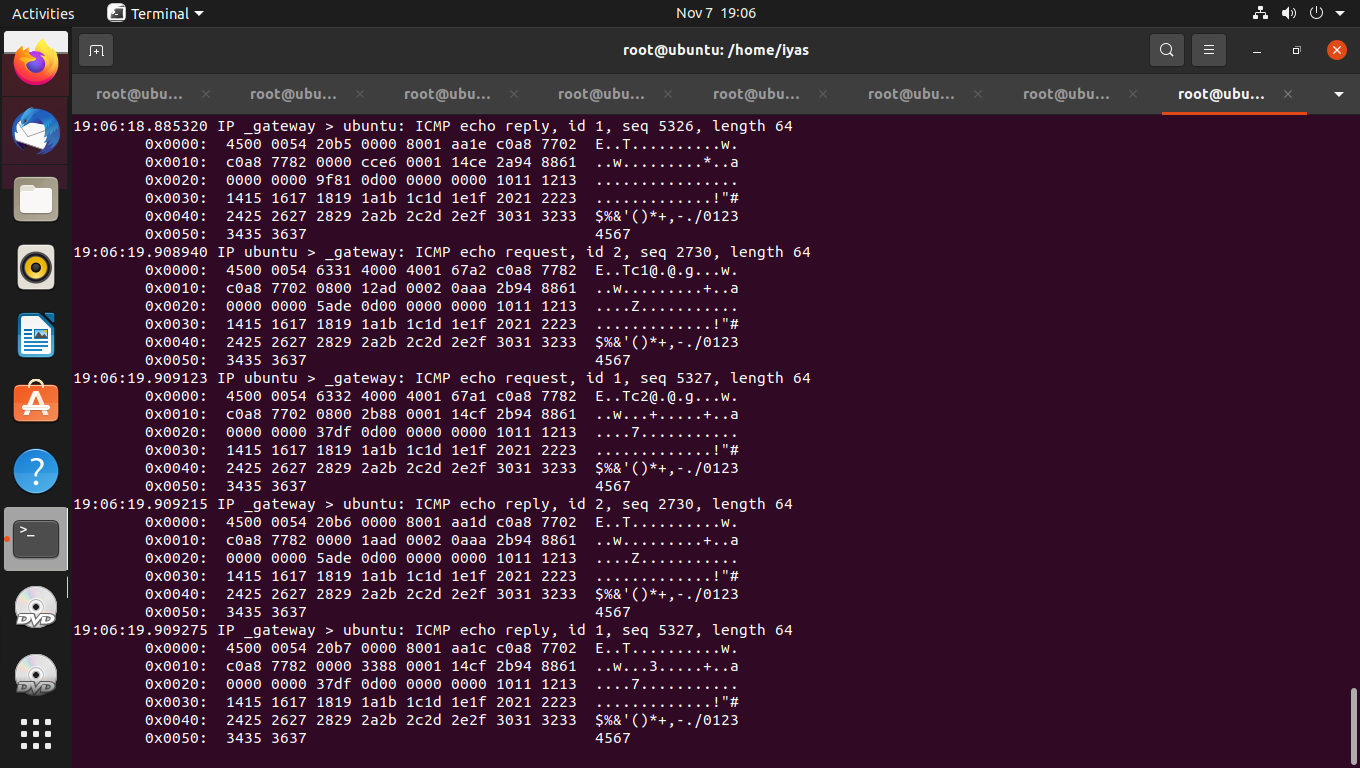 Activities Terminal Nov 7 19:06
root@ubuntu: /home/iyas
root@ubu... root@ubu... root@ubu... root@ubu... root@ubu... root@ubu... root@ubu... root@ubu...
19:06:18.885320 IP _gateway > ubuntu: ICMP echo reply, id 1, seq 5326, length 64
0x0000: 4500 0054 20b5 0000 8001 aa1e c0a8 7702 E..T..........w.
0x0010: c0a8 7782 0000 cce6 0001 14ce 2a94 8861 ..w.........*..a
0x0020: 0000 0000 9f81 0d00 0000 0000 1011 1213 ................
0x0030: 1415 1617 1819 1a1b 1c1d 1e1f 2021 2223 .............!"#
0x0040: 2425 2627 2829 2a2b 2c2d 2e2f 3031 3233 $%&'()*+,-./0123
0x0050: 3435 3637 4567
19:06:19.908940 IP ubuntu > _gateway: ICMP echo request, id 2, seq 2730, length 64
0x0000: 4500 0054 6331 4000 4001 67a2 c0a8 7782 E..Tc1@.@.g...w.
0x0010: c0a8 7702 0800 12ad 0002 0aaa 2b94 8861 ..w.........+..a
0x0020: 0000 0000 5ade 0d00 0000 0000 1011 1213 ....Z...........
0x0030: 1415 1617 1819 1a1b 1c1d 1e1f 2021 2223 .............!"#
0x0040: 2425 2627 2829 2a2b 2c2d 2e2f 3031 3233 $%&'()*+,-./0123
0x0050: 3435 3637 4567
19:06:19.909123 IP ubuntu > _gateway: ICMP echo request, id 1, seq 5327, length 64
0x0000: 4500 0054 6332 4000 4001 67a1 c0a8 7782 E..Tc2@.@.g...w.
0x0010: c0a8 7702 0800 2b88 0001 14cf 2b94 8861 ..w...+.....+..a
0x0020: 0000 0000 37df 0d00 0000 0000 1011 1213 ....7...........
0x0030: 1415 1617 1819 1a1b 1c1d 1e1f 2021 2223 .............!"#
0x0040: 2425 2627 2829 2a2b 2c2d 2e2f 3031 3233 $%&'()*+,-./0123
0x0050: 3435 3637 4567
19:06:19.909215 IP _gateway > ubuntu: ICMP echo reply, id 2, seq 2730, length 64
0x0000: 4500 0054 20b6 0000 8001 aa1d c0a8 7702 E..T..........w.
0x0010: c0a8 7782 0000 1aad 0002 0aaa 2b94 8861 ..w.........+..a
0x0020: 0000 0000 5ade 0d00 0000 0000 1011 1213 ....Z...........
0x0030: 1415 1617 1819 1a1b 1c1d 1e1f 2021 2223 .............!"#
0x0040: 2425 2627 2829 2a2b 2c2d 2e2f 3031 3233 $%&'()*+,-./0123
0x0050: 3435 3637 4567
19:06:19.909275 IP _gateway > ubuntu: ICMP echo reply, id 1, seq 5327, length 64
0x0000: 4500 0054 20b7 0000 8001 aa1c c0a8 7702 E..T..........w.
0x0010: c0a8 7782 0000 3388 0001 14cf 2b94 8861 ..w...3.....+..a
0x0020: 0000 0000 37df 0d00 0000 0000 1011 1213 ....7...........
0x0030: 1415 1617 1819 1a1b 1c1d 1e1f 2021 2223 .............!"#
0x0040: 2425 2627 2829 2a2b 2c2d 2e2f 3031 3233 $%&'()*+,-./0123
0x0050: 3435 3637 4567
DVD
DVD